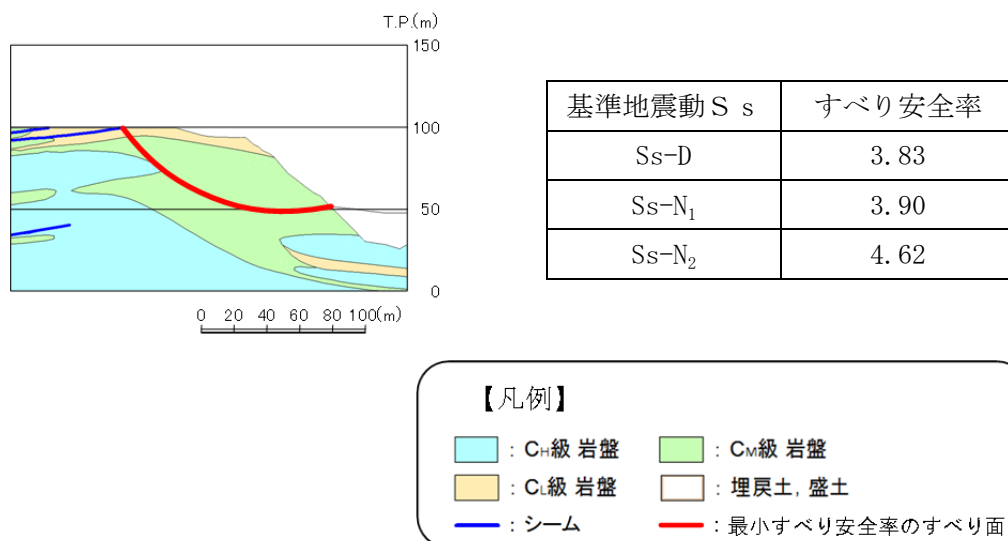 T.P.(m)
150
100
50
0
0 20 40 60 80 100(m)
基準地震動Ｓｓ すべり安全率
Ss-D 3.83
Ss-N₁ 3.90
Ss-N₂ 4.62
【凡例】
：CH級 岩盤 ：CM級 岩盤
：CL級 岩盤 ：埋戻土，盛土
：シーム ：最小すべり安全率のすべり面